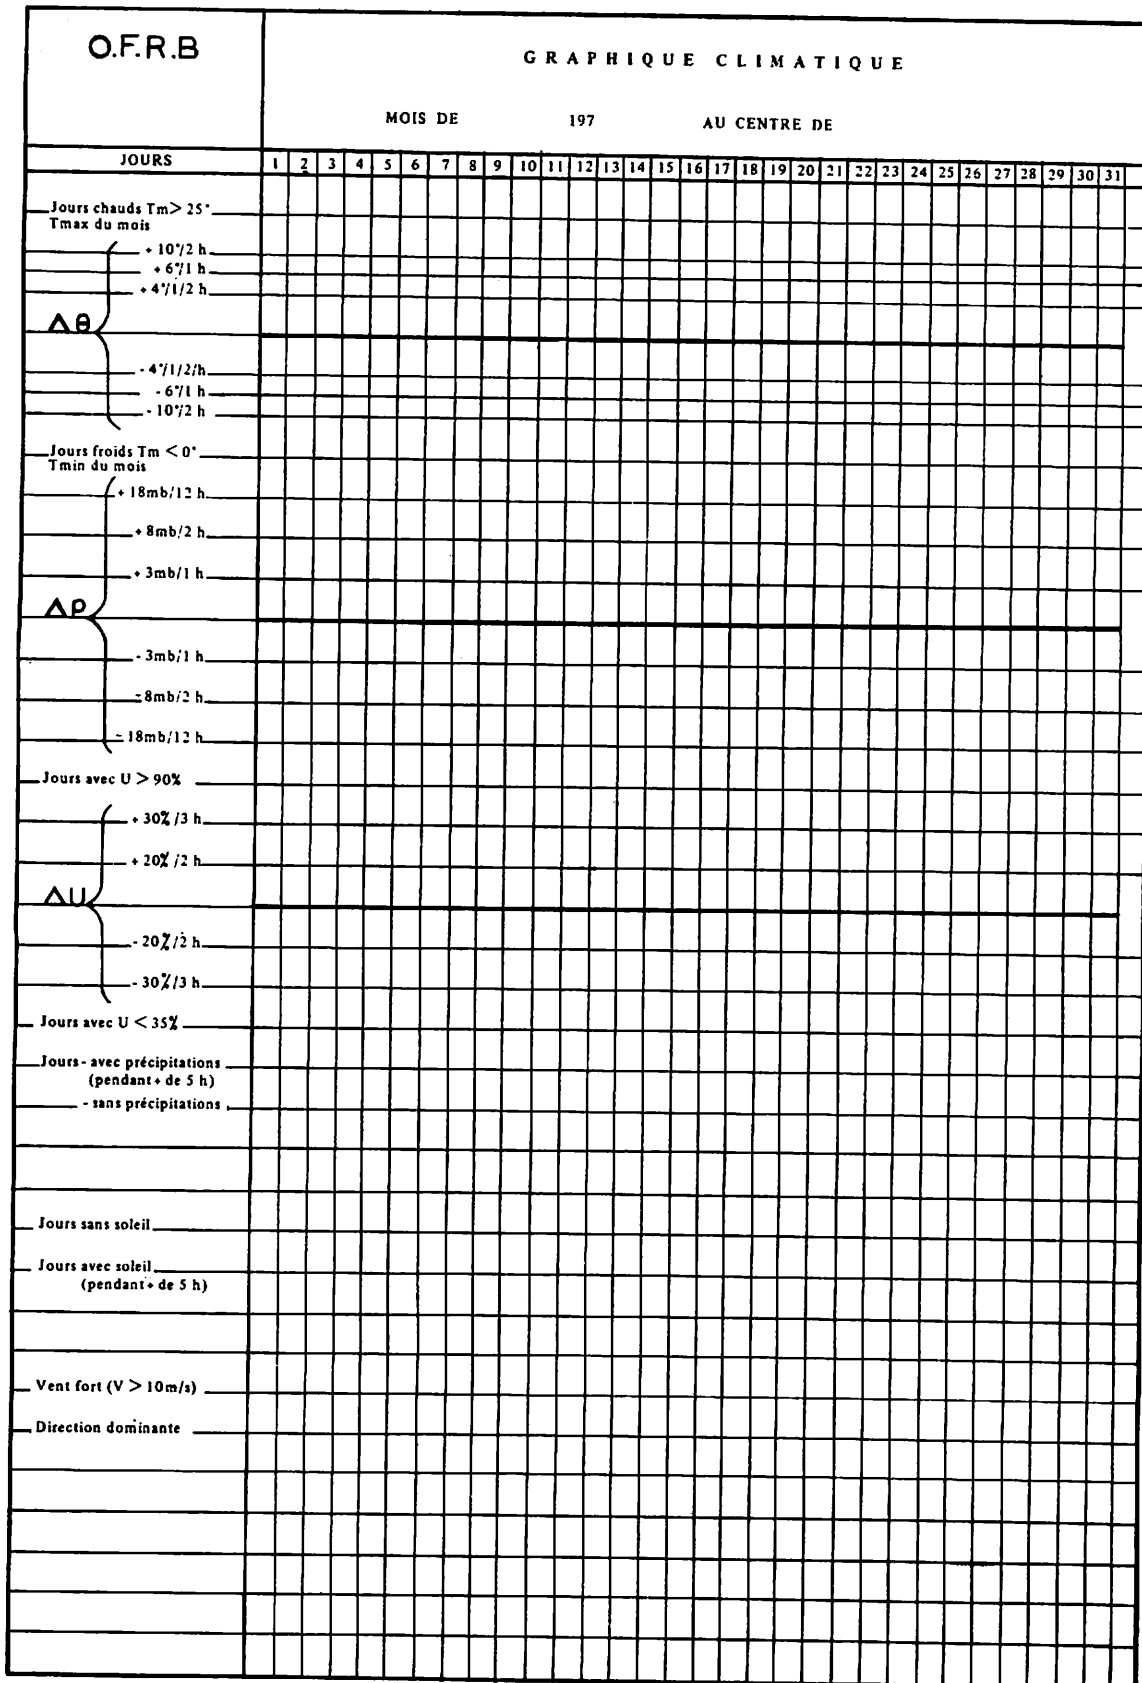 O.F.R.B
GRAPHIQUE CLIMATIQUE
MOIS DE 197 AU CENTRE DE
JOURS 1 2 3 4 5 6 7 8 9 10 11 12 13 14 15 16 17 18 19 20 21 22 23 24 25 26 27 28 29 30 31
Jours chauds Tm > 25°
Tmax du mois
+ 10°/2 h
+ 6°/1 h
+ 4°/1/2 h
Δθ
- 4°/1/2/h
- 6°/1 h
- 10°/2 h
Jours froids Tm < 0°
Tmin du mois
+ 18mb/12 h
+ 8mb/2 h
+ 3mb/1 h
ΔP
- 3mb/1 h
- 8mb/2 h
- 18mb/12 h
Jours avec U > 90%
+ 30%/3 h
+ 20%/2 h
ΔU
- 20%/2 h
- 30%/3 h
Jours avec U < 35%
Jours - avec précipitations
(pendant + de 5 h)
- sans précipitations
Jours sans soleil
Jours avec soleil
(pendant + de 5 h)
Vent fort (V > 10m/s)
Direction dominante